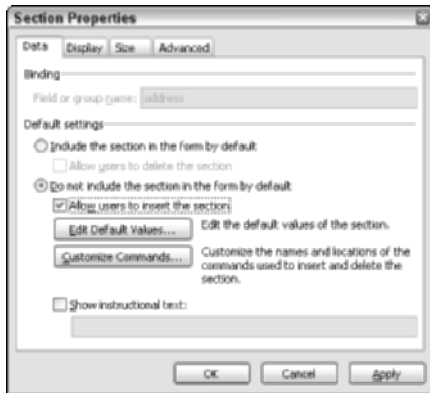 Section Properties
Data Display Size Advanced
Binding
Field or group name: address
Default settings
Include the section in the form by default
Allow users to delete the section
Do not include the section in the form by default
Allow users to insert the section
Edit Default Values... Edit the default values of the section.
Customize Commands... Customize the names and locations of the
commands used to insert and delete the
section.
Show instructional text:
OK Cancel Apply